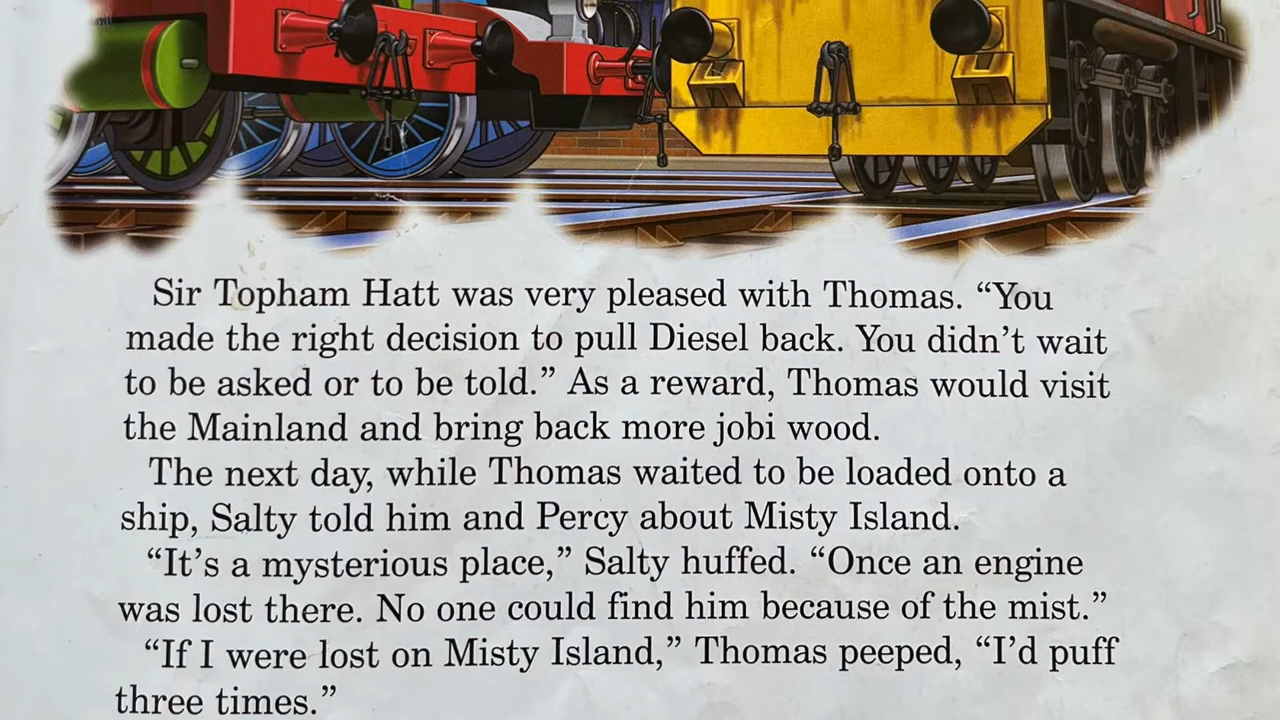 Sir Topham Hatt was very pleased with Thomas. “You
made the right decision to pull Diesel back. You didn’t wait
to be asked or to be told.” As a reward, Thomas would visit
the Mainland and bring back more jobi wood.
The next day, while Thomas waited to be loaded onto a
ship, Salty told him and Percy about Misty Island.
“It’s a mysterious place,” Salty huffed. “Once an engine
was lost there. No one could find him because of the mist.”
“If I were lost on Misty Island,” Thomas peeped, “I’d puff
three times.”